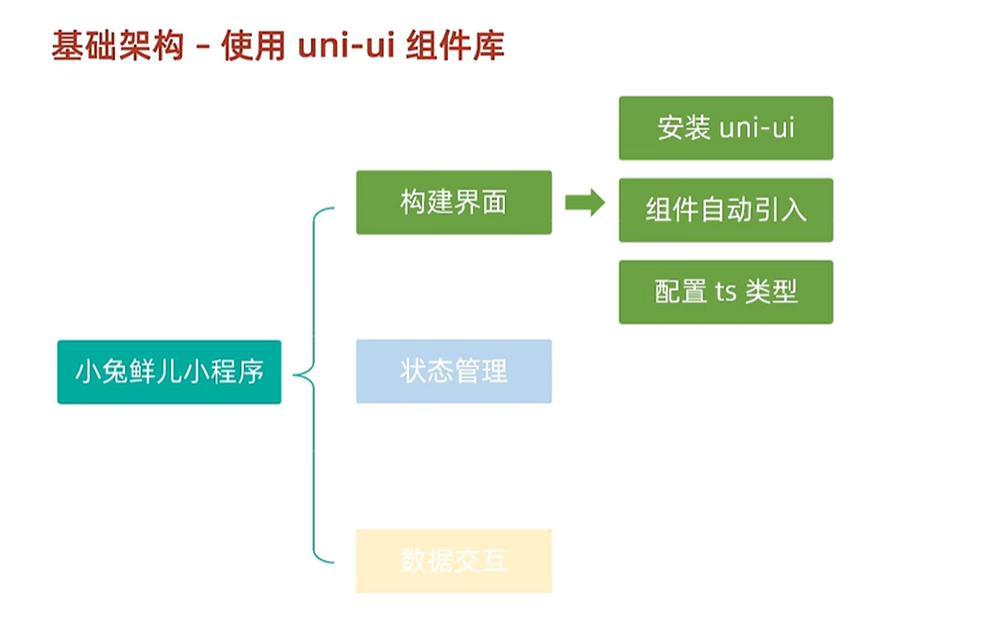 基础架构 – 使用 uni-ui 组件库
安装 uni-ui
构建界面
组件自动引入
配置 ts 类型
小兔鲜儿小程序
状态管理
数据交互